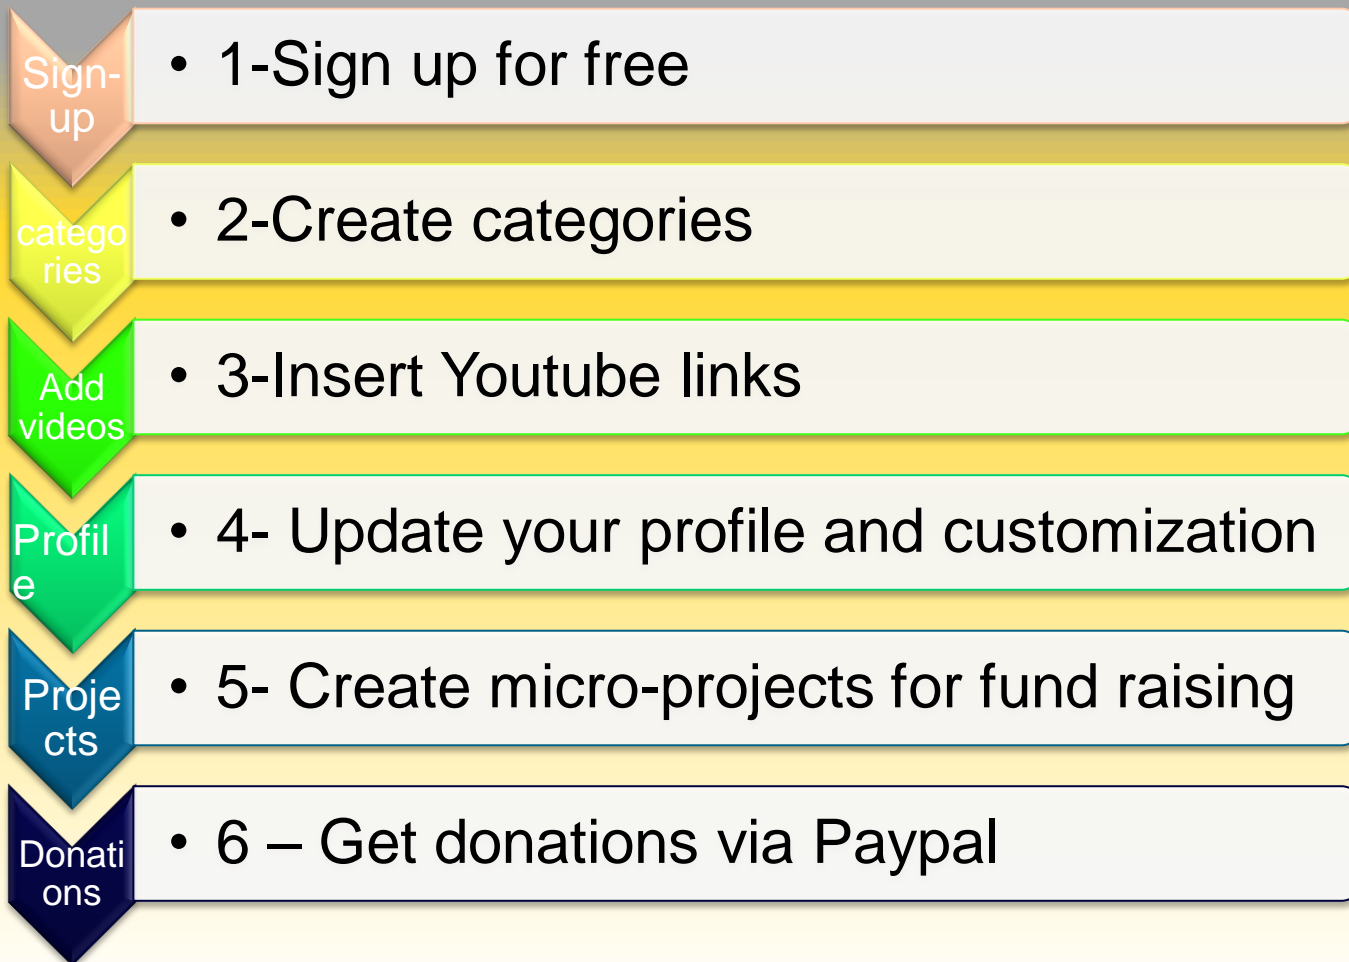 Sign-
up
• 1-Sign up for free
catego
ries
• 2-Create categories
Add
videos
• 3-Insert Youtube links
Profil
e
• 4- Update your profile and customization
Proje
cts
• 5- Create micro-projects for fund raising
Donati
ons
• 6 – Get donations via Paypal